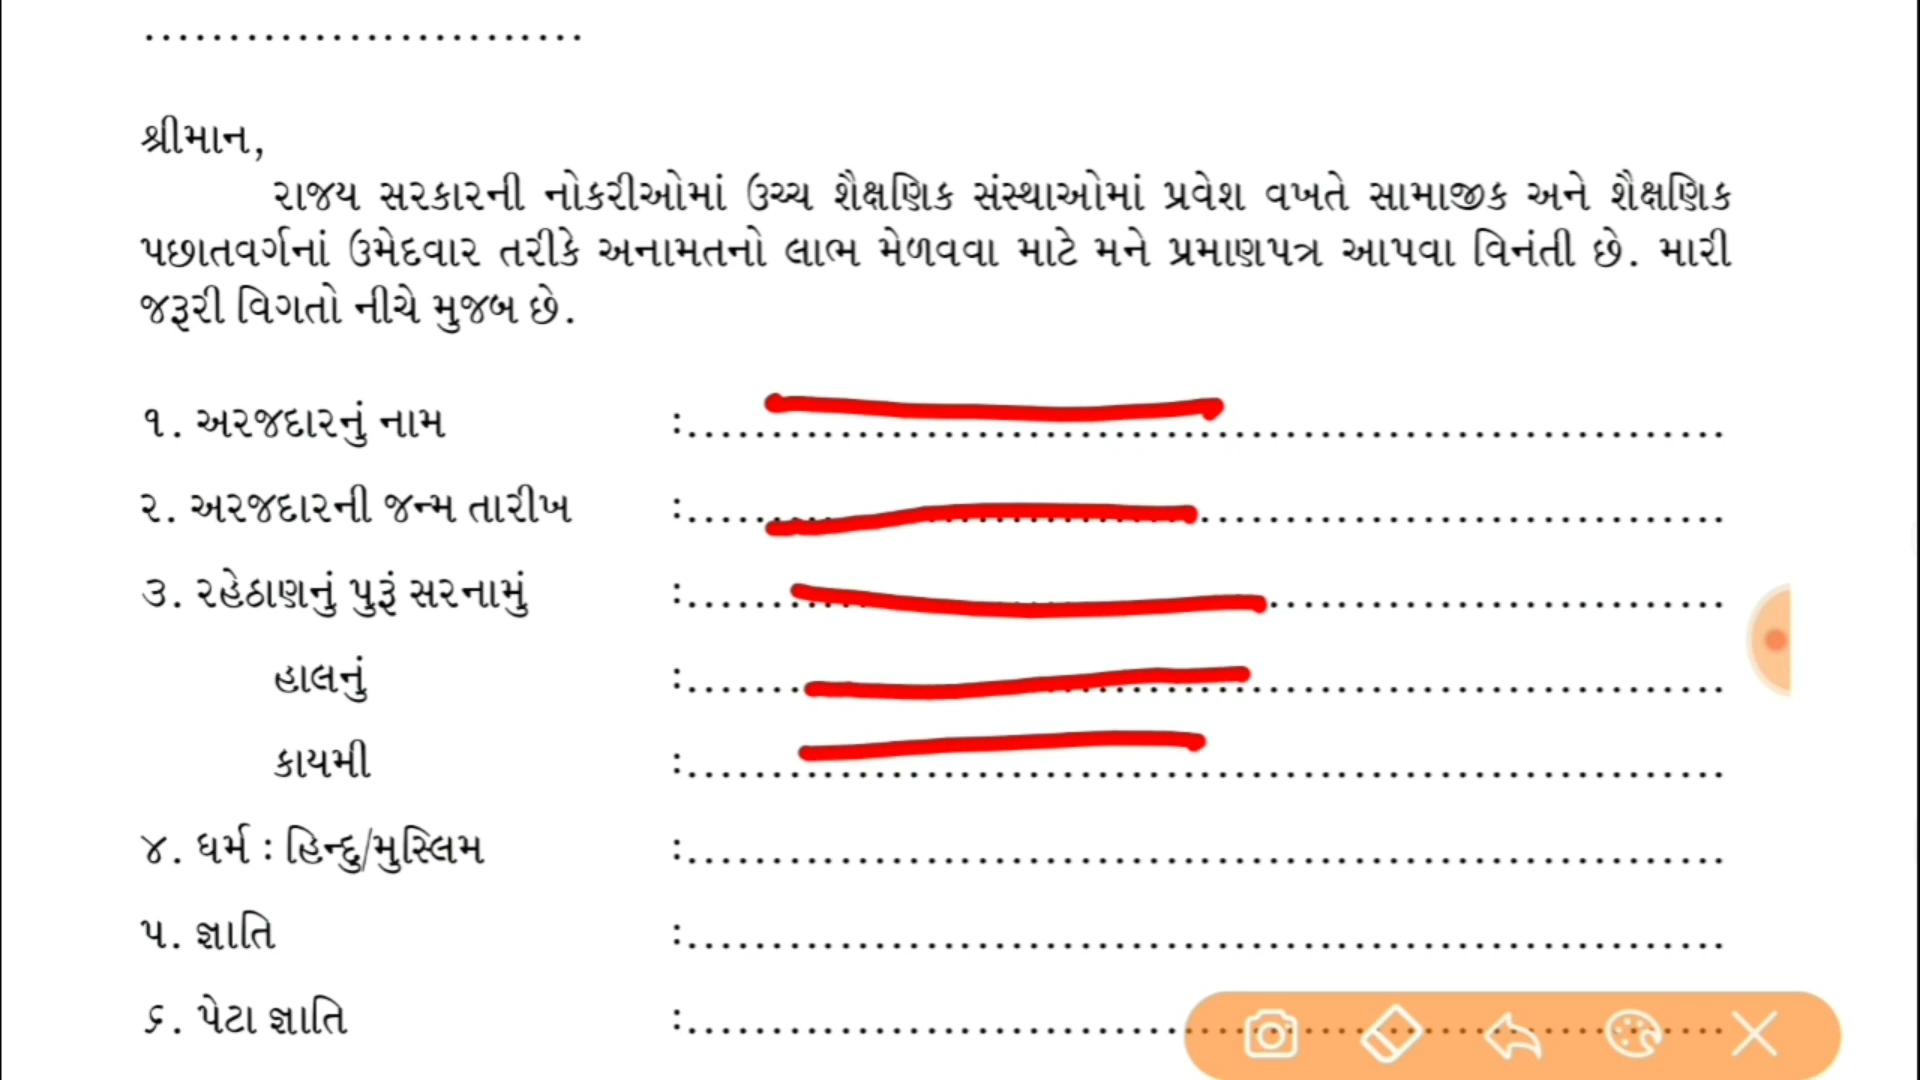 ..........................
શ્રીમાન,
રાજય સરકારની નોકરીઓમાં ઉચ્ચ શૈક્ષણિક સંસ્થાઓમાં પ્રવેશ વખતે સામાજીક અને શૈક્ષણિક
પછાતવર્ગનાં ઉમેદવાર તરીકે અનામતનો લાભ મેળવવા માટે મને પ્રમાણપત્ર આપવા વિનંતી છે. મારી
જરૂરી વિગતો નીચે મુજબ છે.
૧. અરજદારનું નામ :..............................................................
૨. અરજદારની જન્મ તારીખ :..............................................................
૩. રહેઠાણનું પુરૂં સરનામું :..............................................................
હાલનું :..............................................................
કાયમી :..............................................................
૪. ધર્મ : હિન્દુ/મુસ્લિમ :..............................................................
૫. જ્ઞાતિ :..............................................................
૬. પેટા જ્ઞાતિ :..............................................................